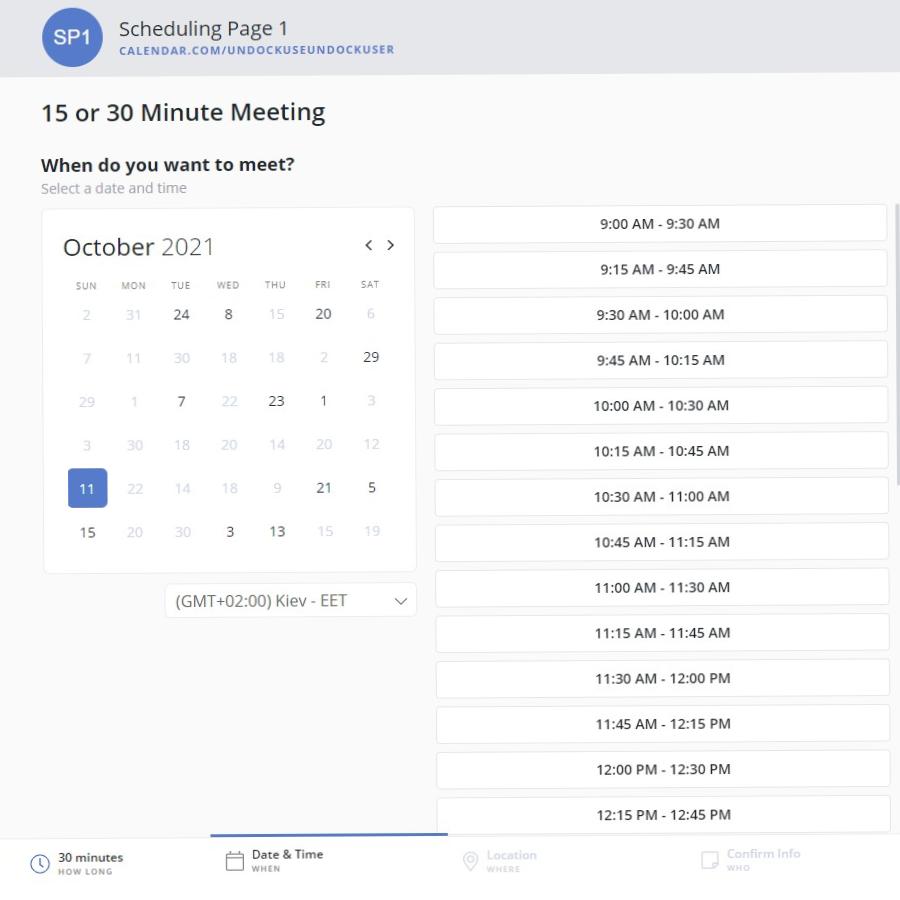 SP1
Scheduling Page 1
CALENDAR.COM/UNDOCKUSEUNDOCKUSER
15 or 30 Minute Meeting
When do you want to meet?
Select a date and time
October 2021
SUN MON TUE WED THU FRI SAT
2 31 24 8 15 20 6
7 11 30 18 18 2 29
29 1 7 22 23 1 3
3 30 18 20 14 20 12
11 22 14 18 9 21 5
15 20 30 3 13 15 19
(GMT+02:00) Kiev - EET
9:00 AM - 9:30 AM
9:15 AM - 9:45 AM
9:30 AM - 10:00 AM
9:45 AM - 10:15 AM
10:00 AM - 10:30 AM
10:15 AM - 10:45 AM
10:30 AM - 11:00 AM
10:45 AM - 11:15 AM
11:00 AM - 11:30 AM
11:15 AM - 11:45 AM
11:30 AM - 12:00 PM
11:45 AM - 12:15 PM
12:00 PM - 12:30 PM
12:15 PM - 12:45 PM
30 minutes
HOW LONG
Date & Time
WHEN
Location
WHERE
Confirm Info
WHO